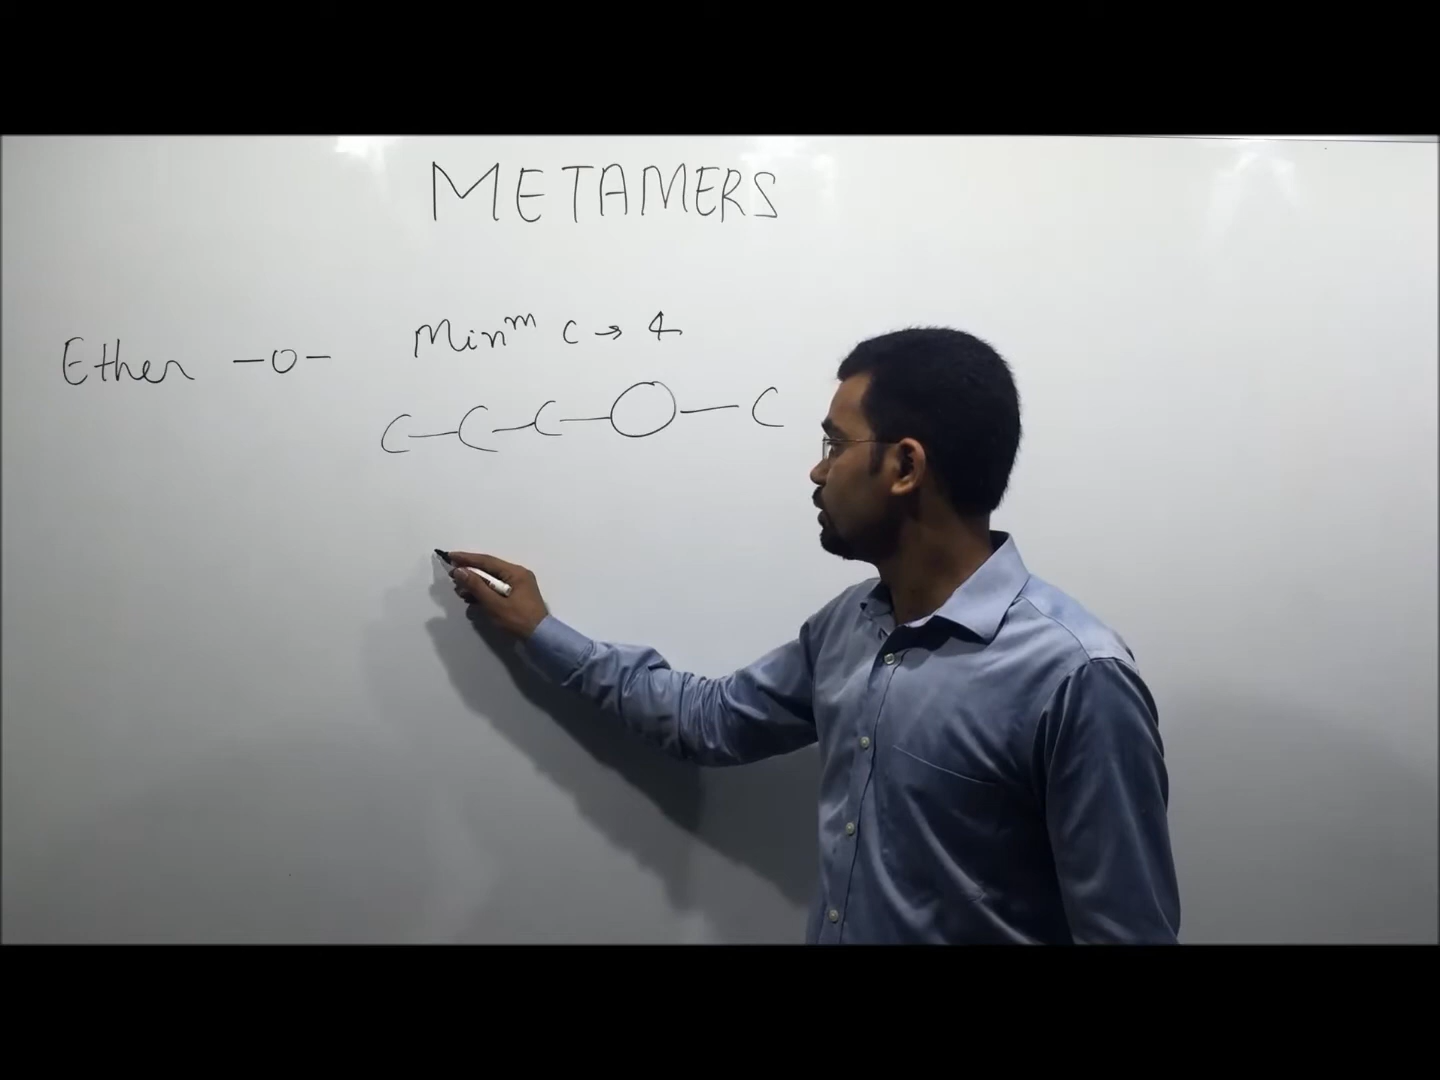 METAMERS
Ether -O- Minᵐ C → 4
C-C-C-O-C